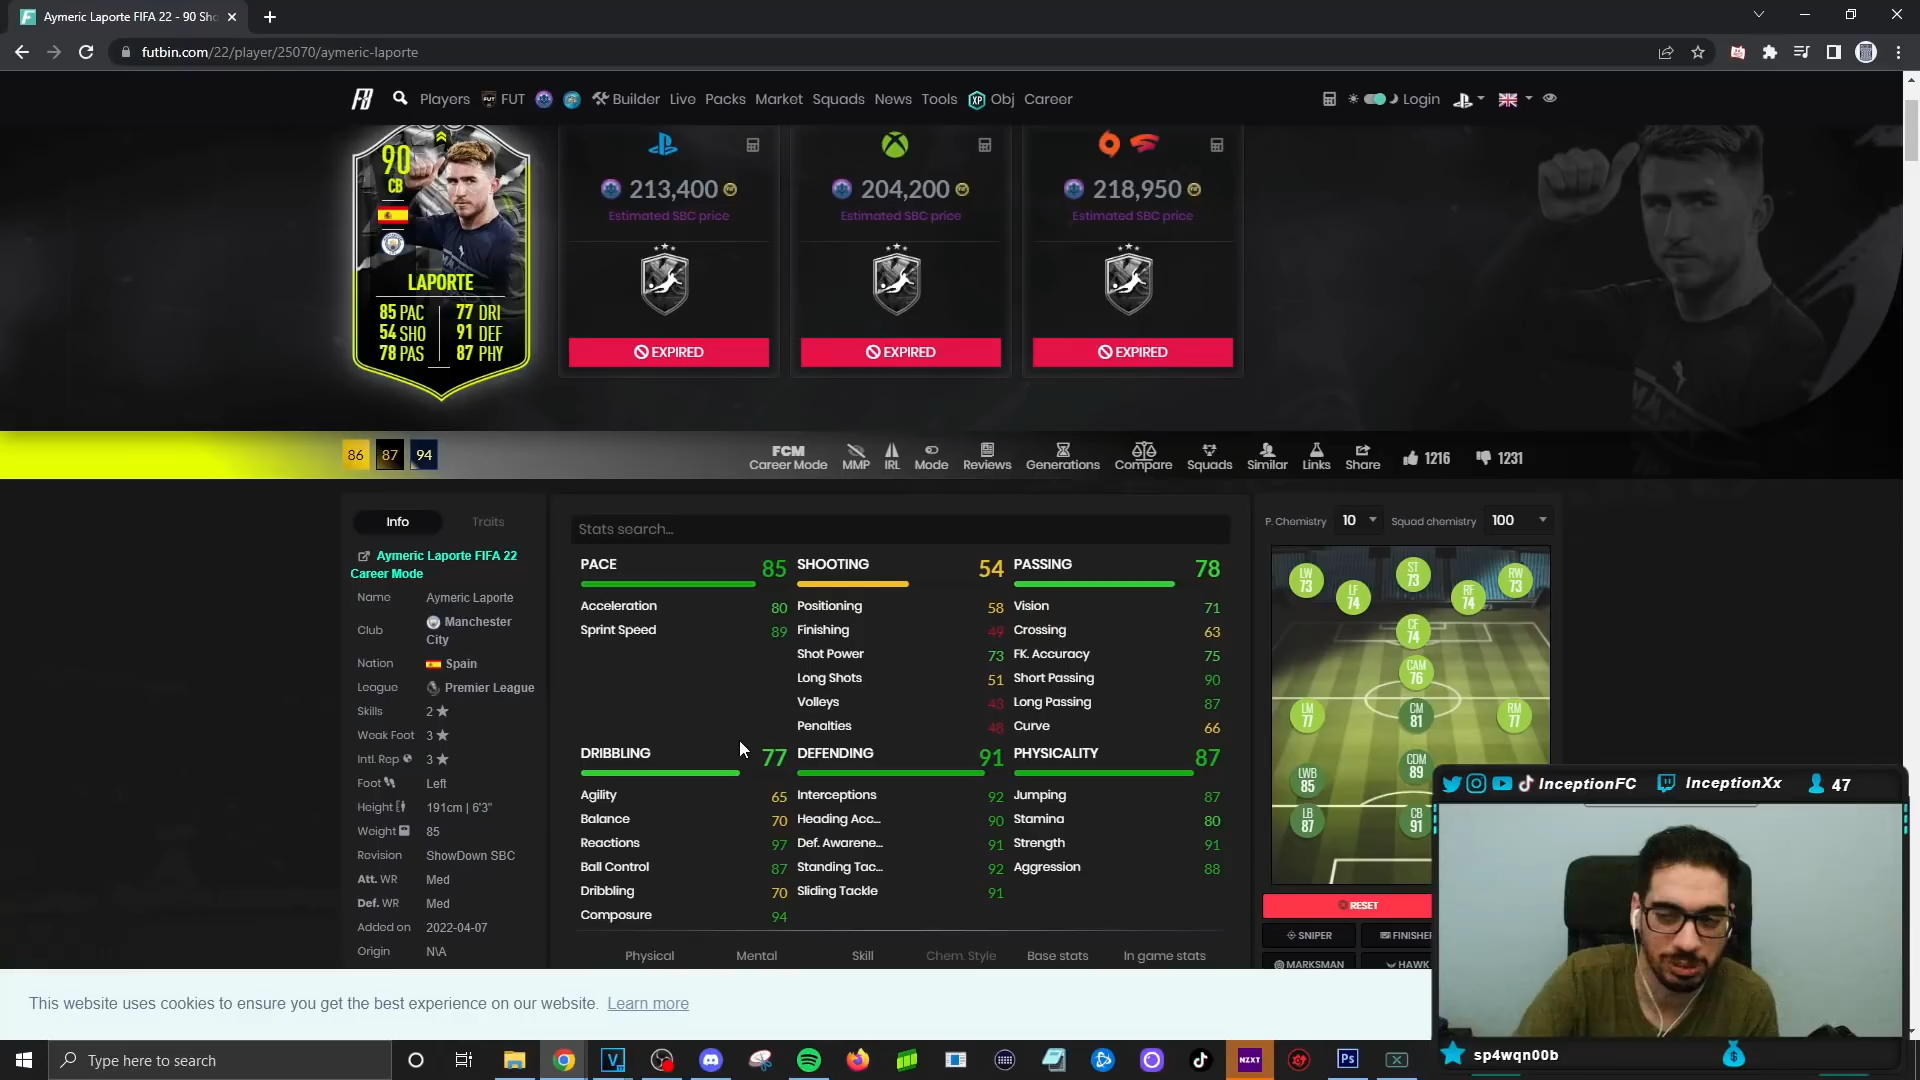 Aymeric Laporte FIFA 22 - 90 Sho
futbin.com/22/player/25070/aymeric-laporte
Players FUT Builder Live Packs Market Squads News Tools XP Obj Career Login
90
CB
LAPORTE
85 PAC 77 DRI
54 SHO 91 DEF
78 PAS 87 PHY
213,400 204,200 218,950
Estimated SBC price Estimated SBC price Estimated SBC price
EXPIRED EXPIRED EXPIRED
86 87 94
FCM
Career Mode MMP IRL Mode Reviews Generations Compare Squads Similar Links Share 1216 1231
Info Traits
Aymeric Laporte FIFA 22
Career Mode
Name Aymeric Laporte
Club Manchester
City
Nation Spain
League Premier League
Skills 2
Weak Foot 3
Intl. Rep 3
Foot Left
Height 191cm | 6'3"
Weight 85
Revision ShowDown SBC
Att. WR Med
Def. WR Med
Added on 2022-04-07
Origin N\A
Stats search...
PACE 85 SHOOTING 54 PASSING 78
Acceleration 80 Positioning 58 Vision 71
Sprint Speed 89 Finishing 49 Crossing 63
Shot Power 73 FK. Accuracy 75
Long Shots 51 Short Passing 90
Volleys 43 Long Passing 87
Penalties 48 Curve 66
DRIBBLING 77 DEFENDING 91 PHYSICALITY 87
Agility 65 Interceptions 92 Jumping 87
Balance 70 Heading Acc... 90 Stamina 80
Reactions 97 Def. Awarene... 91 Strength 91
Ball Control 87 Standing Tac... 92 Aggression 88
Dribbling 70 Sliding Tackle 91
Composure 94
Physical Mental Skill Chem. Style Base stats In game stats
P. Chemistry 10 Squad chemistry 100
LW
73
LF
74
ST
73
RF
74
RW
73
CF
74
CAM
76
LM
77
CM
81
RM
77
CDM
89
LWB
85
LB
87
CB
91
RESET
SNIPER FINISHER
MARKSMAN HAWK
This website uses cookies to ensure you get the best experience on our website. Learn more
InceptionFC InceptionXx 47
sp4wqn00b
Type here to search
NZXT
Ps